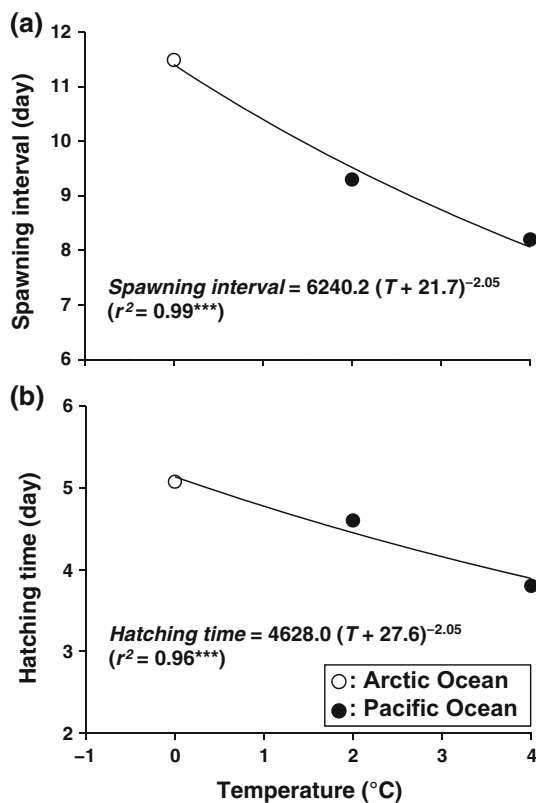 (a)
12
11
10
9
8
7
6
Spawning interval (day)
Spawning interval = 6240.2 (T + 21.7)⁻²·⁰⁵
(r² = 0.99***)
(b)
6
5
4
3
2
Hatching time (day)
Hatching time = 4628.0 (T + 27.6)⁻²·⁰⁵
(r² = 0.96***)
○: Arctic Ocean
●: Pacific Ocean
−1 0 1 2 3 4
Temperature (°C)